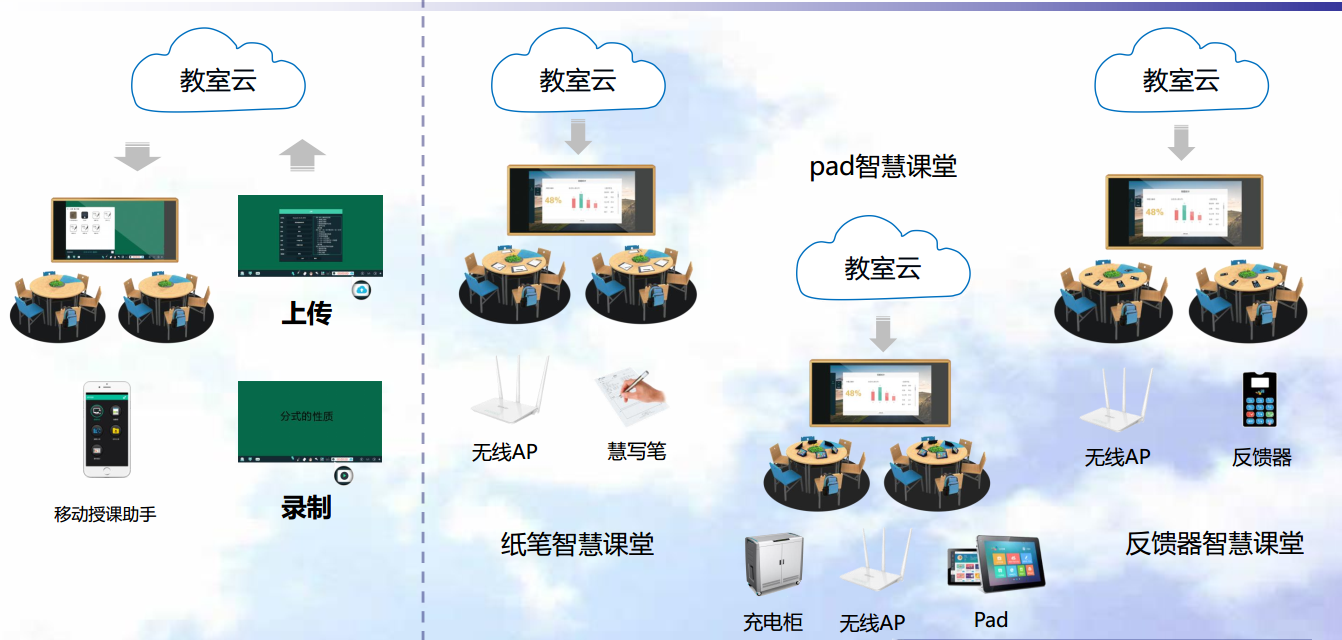 教室云
上传
分式的性质
录制
移动授课助手
教室云
48%
无线AP
慧写笔
纸笔智慧课堂
pad智慧课堂
教室云
48%
充电柜
无线AP
Pad
教室云
48%
无线AP
反馈器
反馈器智慧课堂